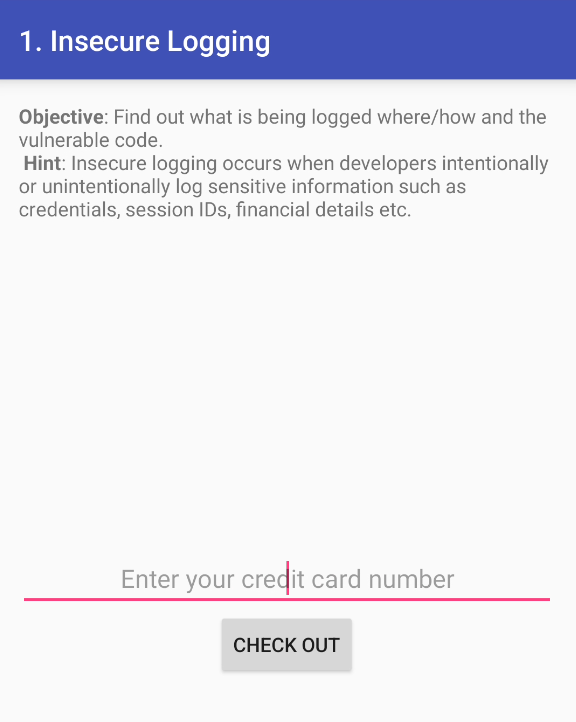 1. Insecure Logging
Objective: Find out what is being logged where/how and the
vulnerable code.
Hint: Insecure logging occurs when developers intentionally
or unintentionally log sensitive information such as
credentials, session IDs, financial details etc.
Enter your credit card number
CHECK OUT